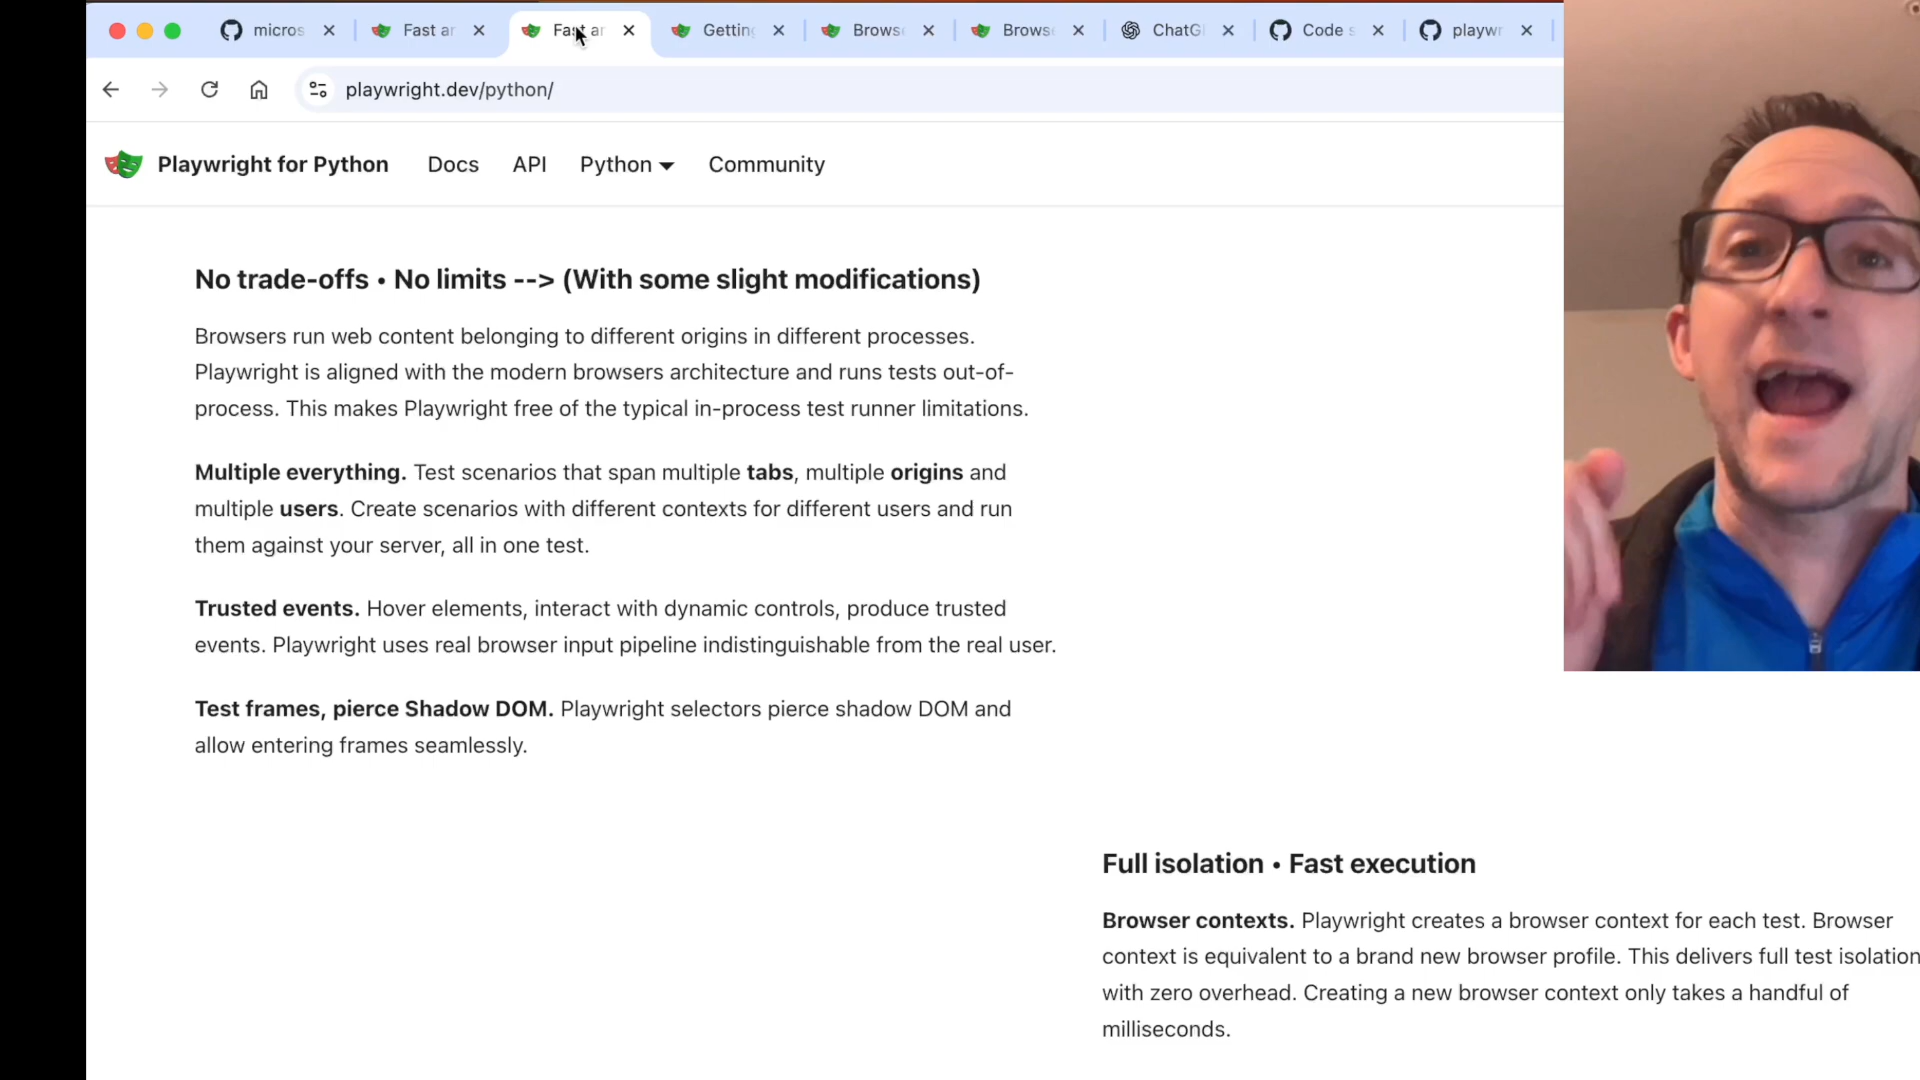 micros
Fast ar
Fast ar
Getting
Browse
Browse
ChatG
Code s
playwr
playwright.dev/python/
Playwright for Python
Docs
API
Python
Community
No trade-offs • No limits --> (With some slight modifications)
Browsers run web content belonging to different origins in different processes.
Playwright is aligned with the modern browsers architecture and runs tests out-of-
process. This makes Playwright free of the typical in-process test runner limitations.
Multiple everything. Test scenarios that span multiple tabs, multiple origins and
multiple users. Create scenarios with different contexts for different users and run
them against your server, all in one test.
Trusted events. Hover elements, interact with dynamic controls, produce trusted
events. Playwright uses real browser input pipeline indistinguishable from the real user.
Test frames, pierce Shadow DOM. Playwright selectors pierce shadow DOM and
allow entering frames seamlessly.
Full isolation • Fast execution
Browser contexts. Playwright creates a browser context for each test. Browser
context is equivalent to a brand new browser profile. This delivers full test isolation
with zero overhead. Creating a new browser context only takes a handful of
milliseconds.